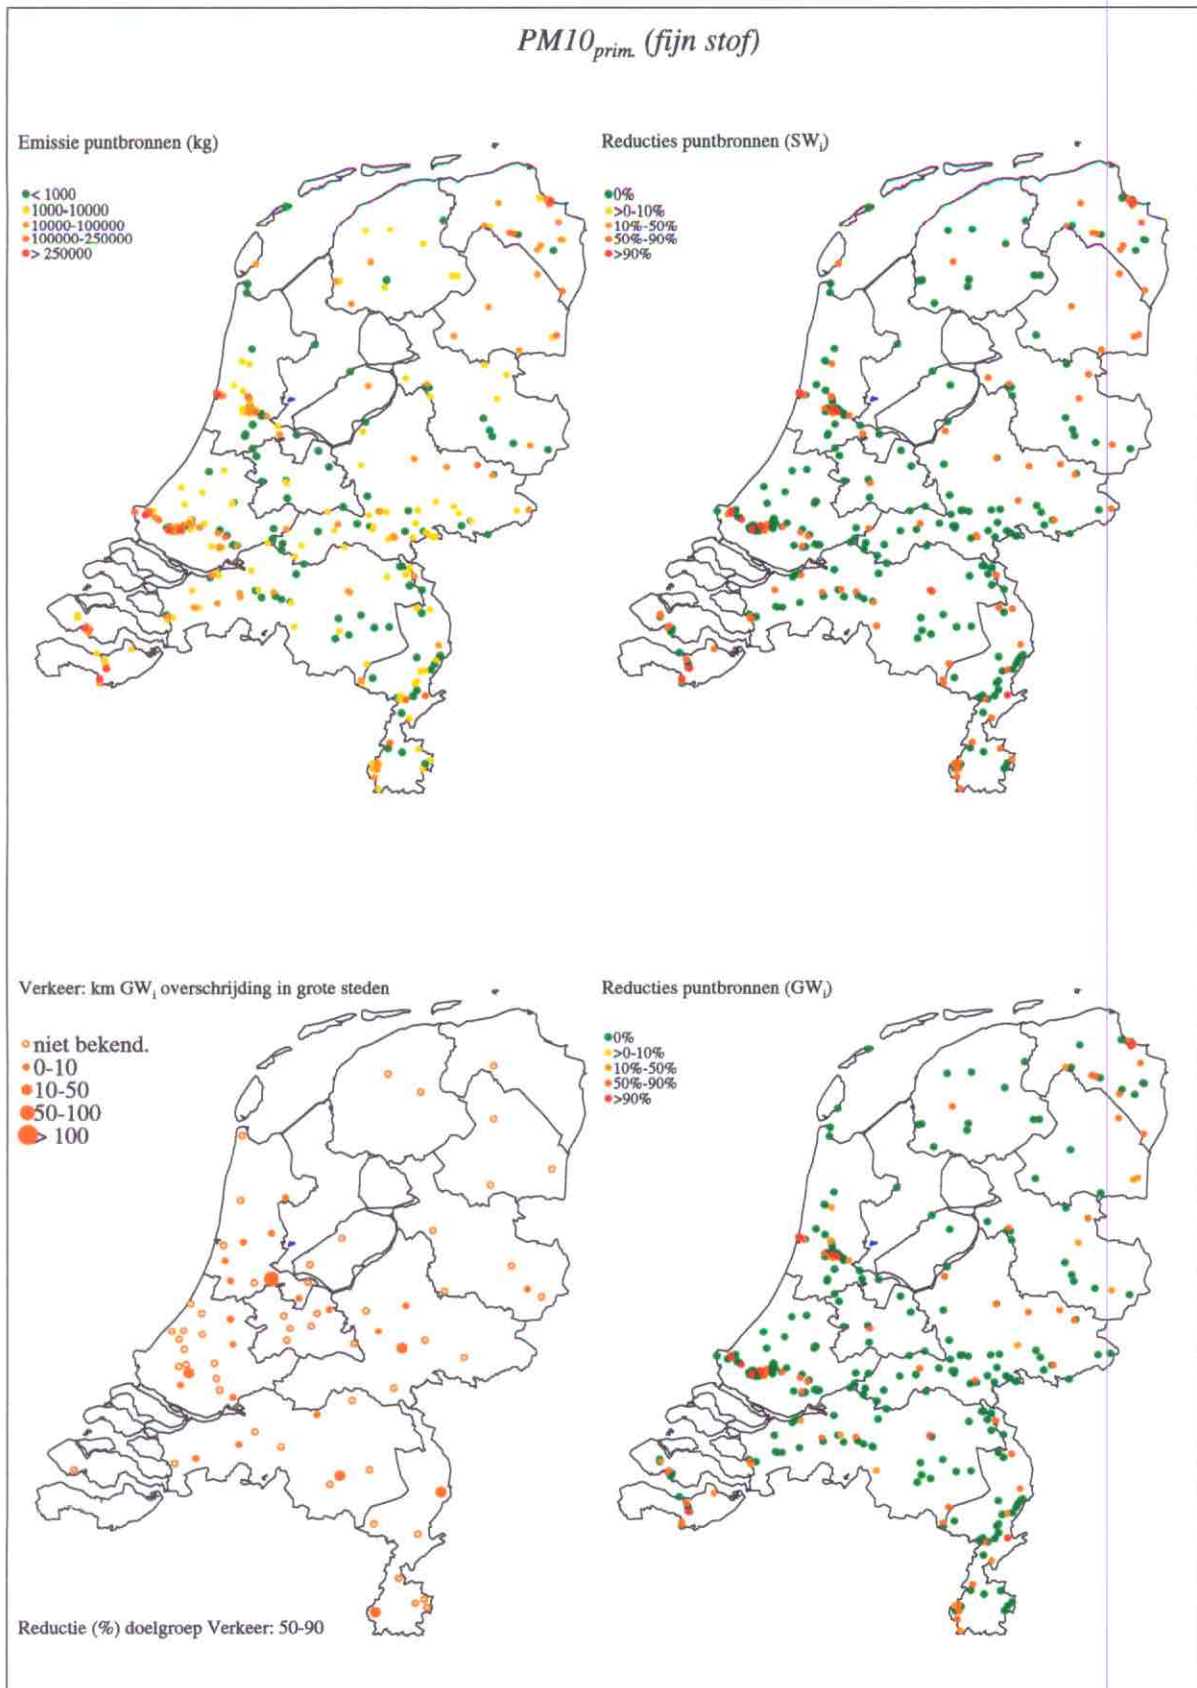 PM10prim. (fijn stof)
Emissie puntbronnen (kg)
< 1000
1000-10000
10000-100000
100000-250000
> 250000
Reducties puntbronnen (SWi)
0%
>0-10%
10%-50%
50%-90%
>90%
Verkeer: km GWi overschrijding in grote steden
niet bekend.
0-10
10-50
50-100
> 100
Reductie (%) doelgroep Verkeer: 50-90
Reducties puntbronnen (GWi)
0%
>0-10%
10%-50%
50%-90%
>90%